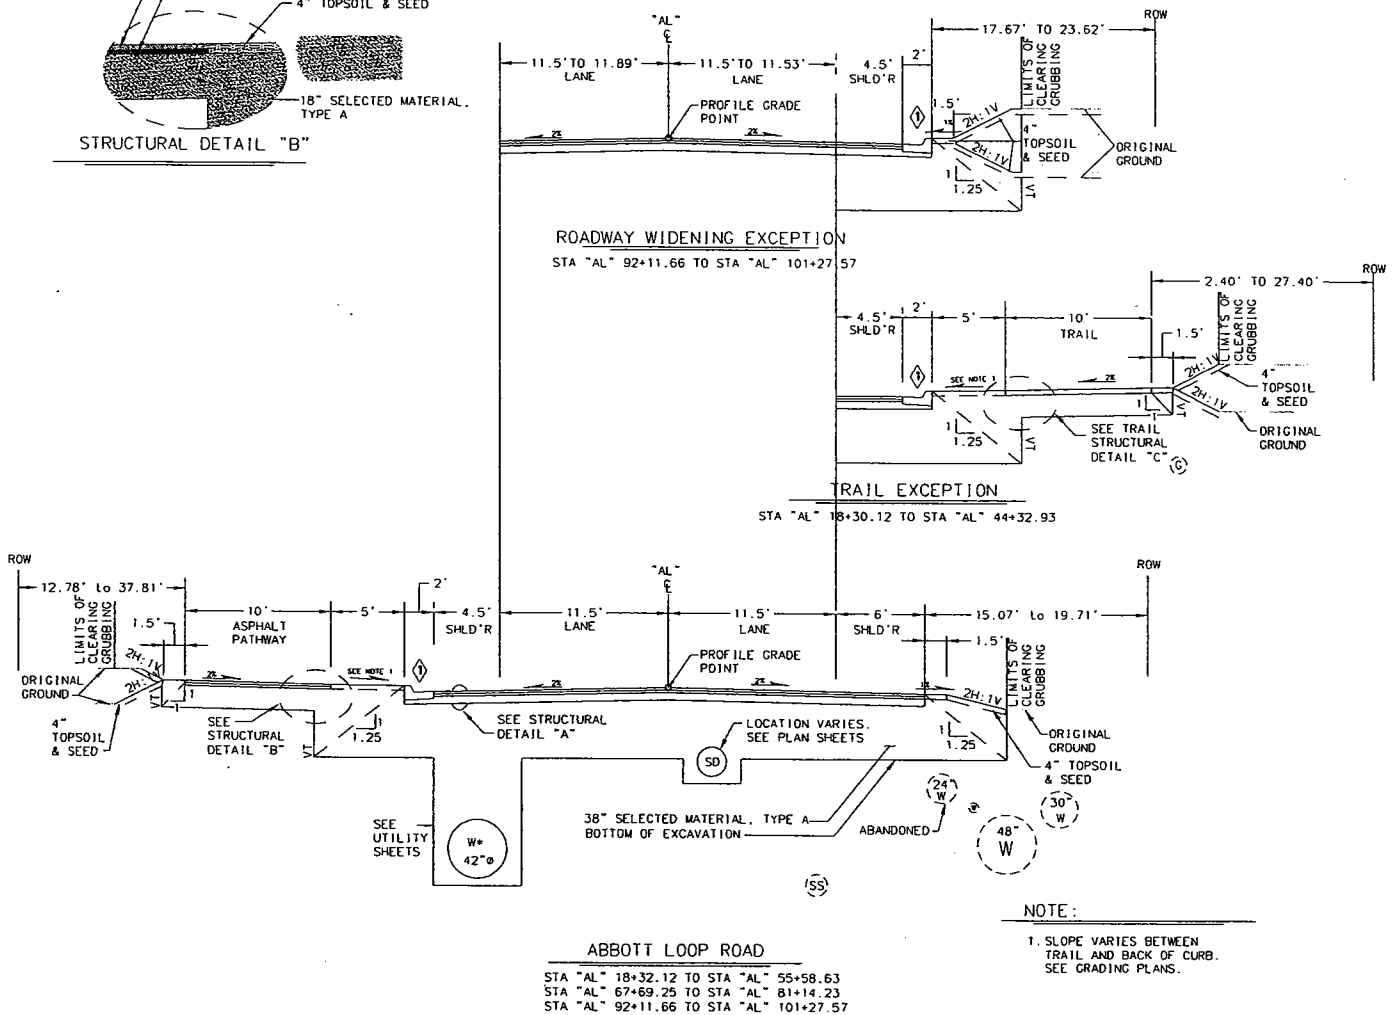 4" TOPSOIL & SEED
18" SELECTED MATERIAL,
TYPE A
STRUCTURAL DETAIL "B"
"AL"
℄
ROW
17.67' TO 23.62'
11.5' TO 11.89'
LANE
11.5' TO 11.53'
LANE
4.5'
SHLD'R
2'
1.5'
LIMITS OF
CLEARING
GRUBBING
PROFILE GRADE
POINT
1
2%
2%
1%
2H:1V
2H:1V
4"
TOPSOIL
& SEED
ORIGINAL
GROUND
1
1.25
VT
ROADWAY WIDENING EXCEPTION
STA "AL" 92+11.66 TO STA "AL" 101+27.57
ROW
2.40' TO 27.40'
4.5'
SHLD'R
2'
5'
10'
TRAIL
1.5'
LIMITS OF
CLEARING
GRUBBING
1
SEE NOTE 1
2%
2H:1V
2H:1V
4"
TOPSOIL
& SEED
1
1.25
VT
1
1
VT
SEE TRAIL
STRUCTURAL
DETAIL "C"
G
ORIGINAL
GROUND
TRAIL EXCEPTION
STA "AL" 18+30.12 TO STA "AL" 44+32.93
ROW
"AL"
℄
ROW
12.78' to 37.81'
10'
ASPHALT
PATHWAY
5'
2'
4.5'
SHLD'R
11.5'
LANE
11.5'
LANE
6'
SHLD'R
15.07' to 19.71'
LIMITS OF
CLEARING
GRUBBING
1.5'
1.5'
LIMITS OF
CLEARING
GRUBBING
PROFILE GRADE
POINT
2H:1V
2H:1V
2%
SEE NOTE 1
1
2%
2%
2H:1V
ORIGINAL
GROUND
4"
TOPSOIL
& SEED
VT
1
1
SEE
STRUCTURAL
DETAIL "B"
VT
1
1.25
SEE STRUCTURAL
DETAIL "A"
LOCATION VARIES.
SEE PLAN SHEETS
SD
1
1.25
ORIGINAL
GROUND
4" TOPSOIL
& SEED
SEE
UTILITY
SHEETS
W*
42"ø
38" SELECTED MATERIAL, TYPE A
BOTTOM OF EXCAVATION
ABANDONED
24"
W
48"
W
30"
W
SS
NOTE:
1. SLOPE VARIES BETWEEN
TRAIL AND BACK OF CURB.
SEE GRADING PLANS.
ABBOTT LOOP ROAD
STA "AL" 18+32.12 TO STA "AL" 55+58.63
STA "AL" 67+69.25 TO STA "AL" 81+14.23
STA "AL" 92+11.66 TO STA "AL" 101+27.57